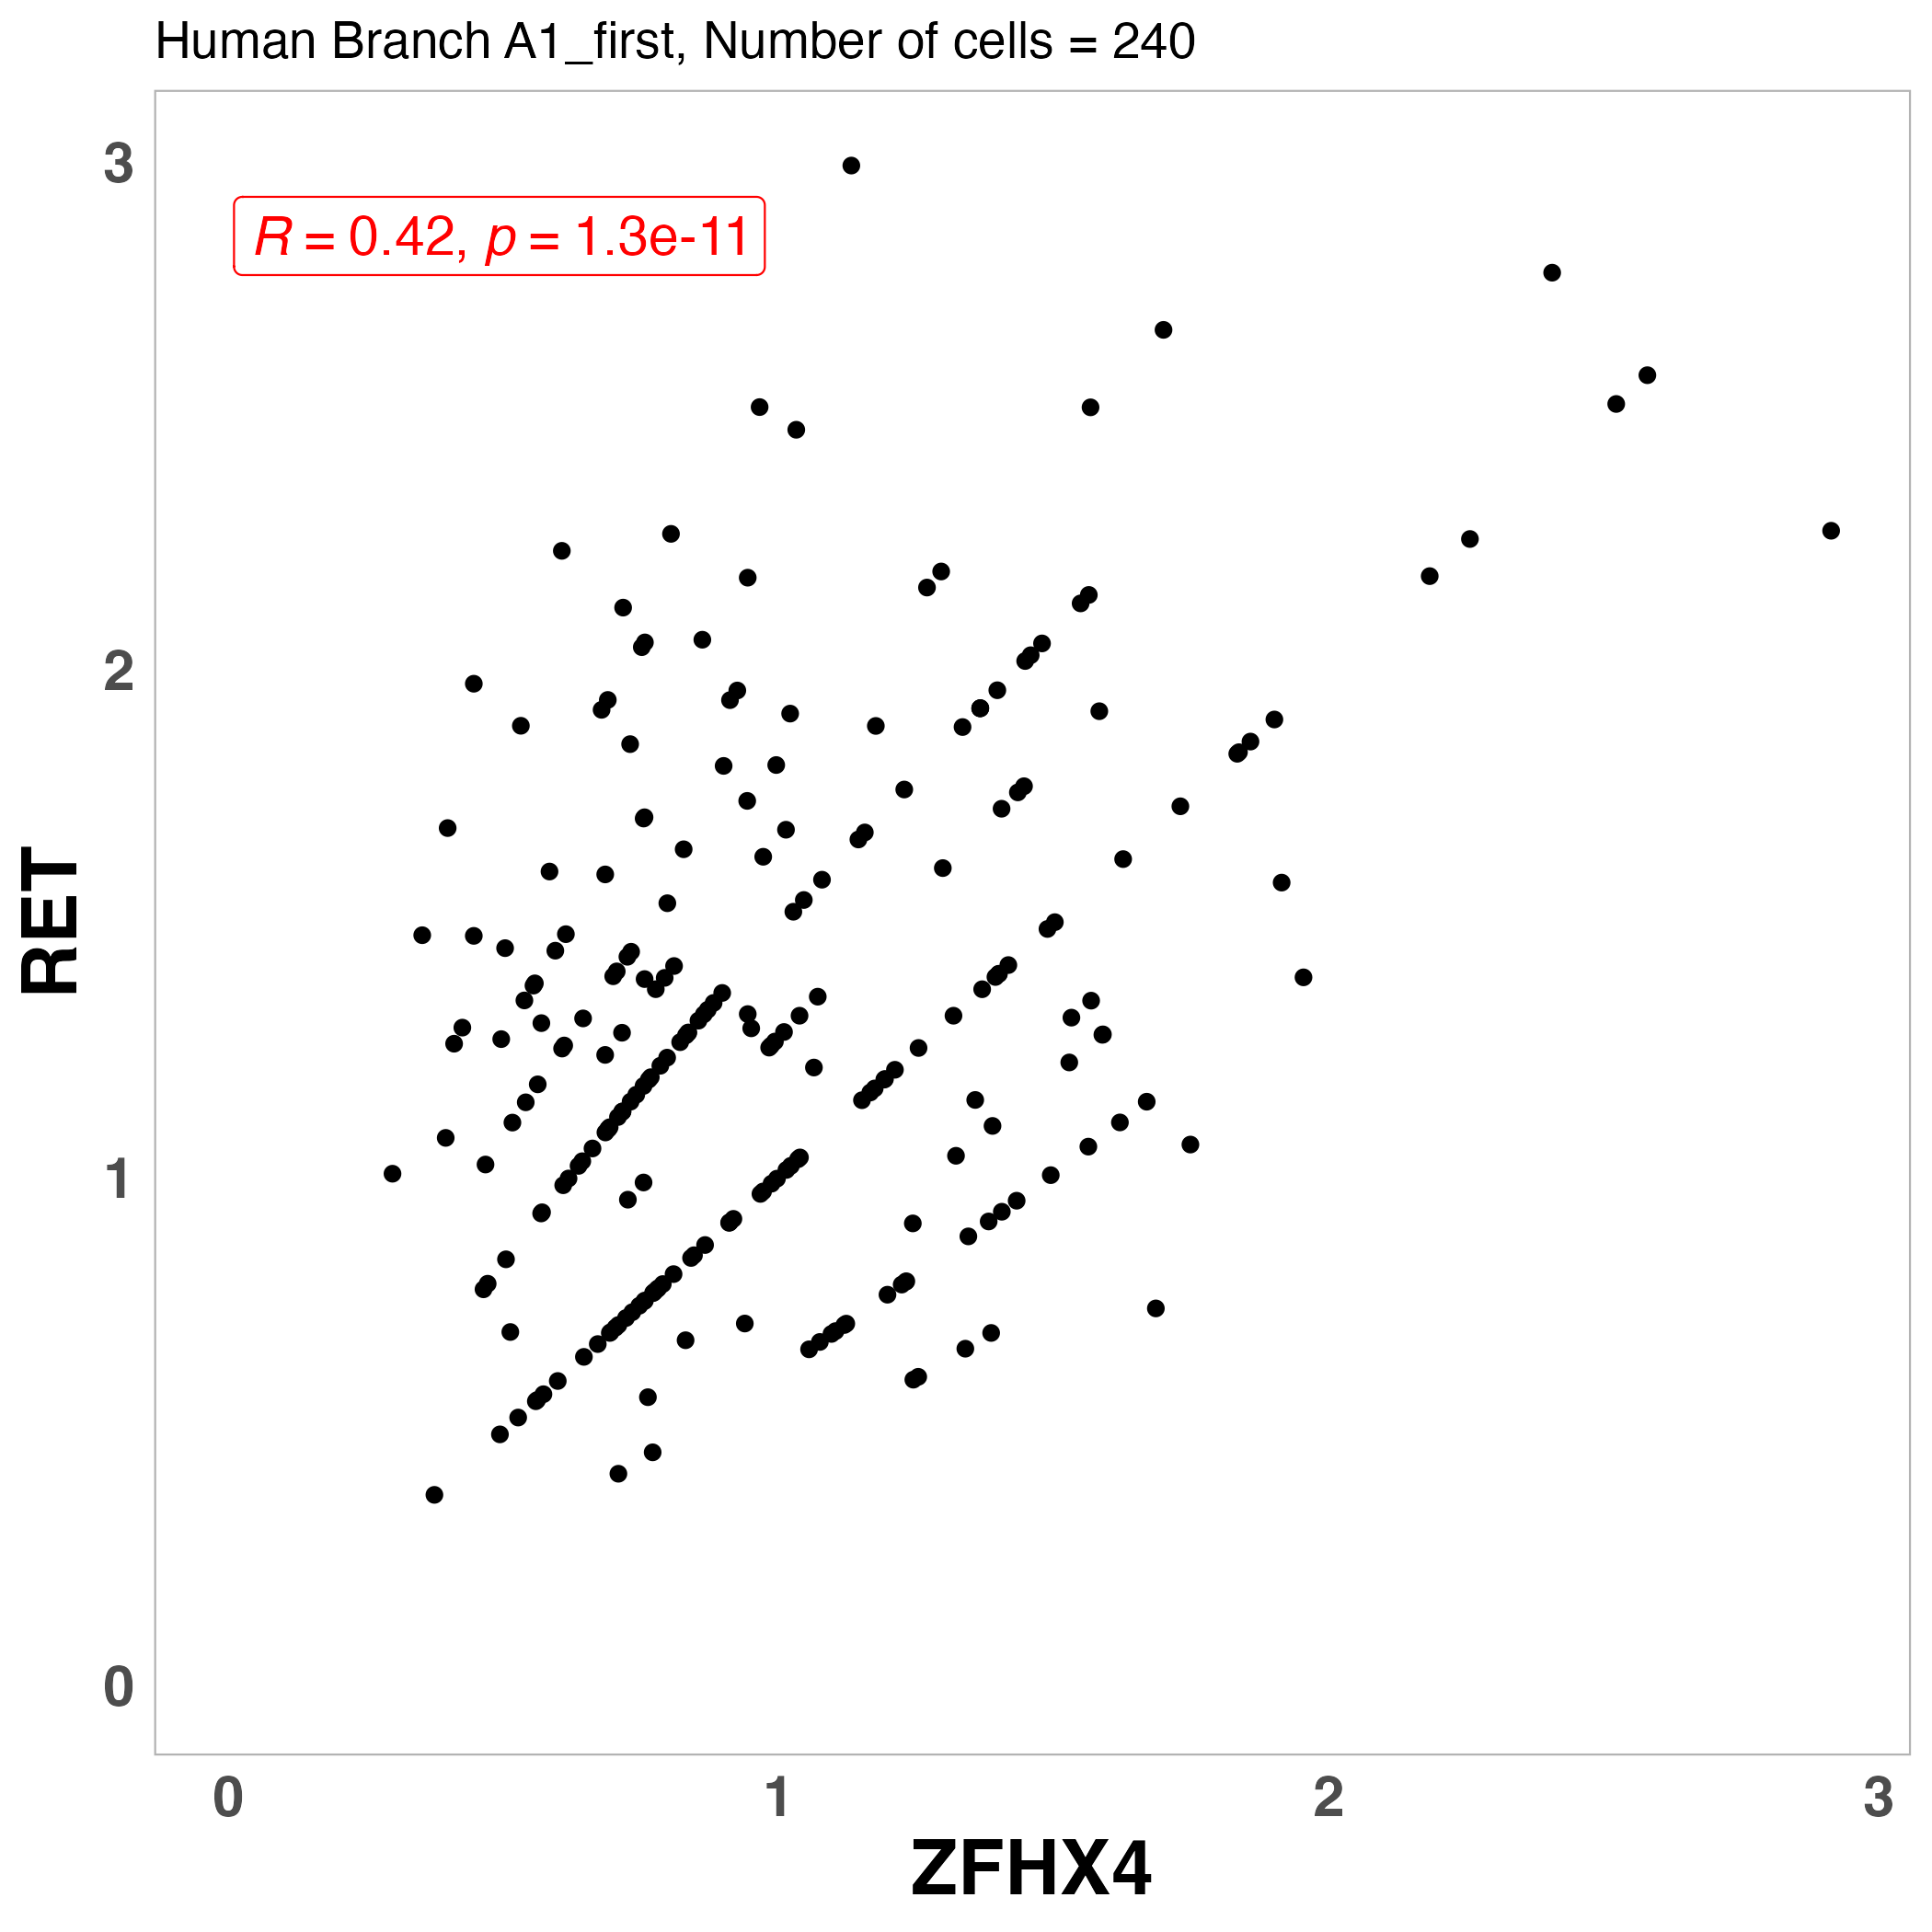 Human Branch A1_first, Number of cells = 240
R = 0.42, p = 1.3e-11
3
2
1
0
RET
0 1 2 3
ZFHX4